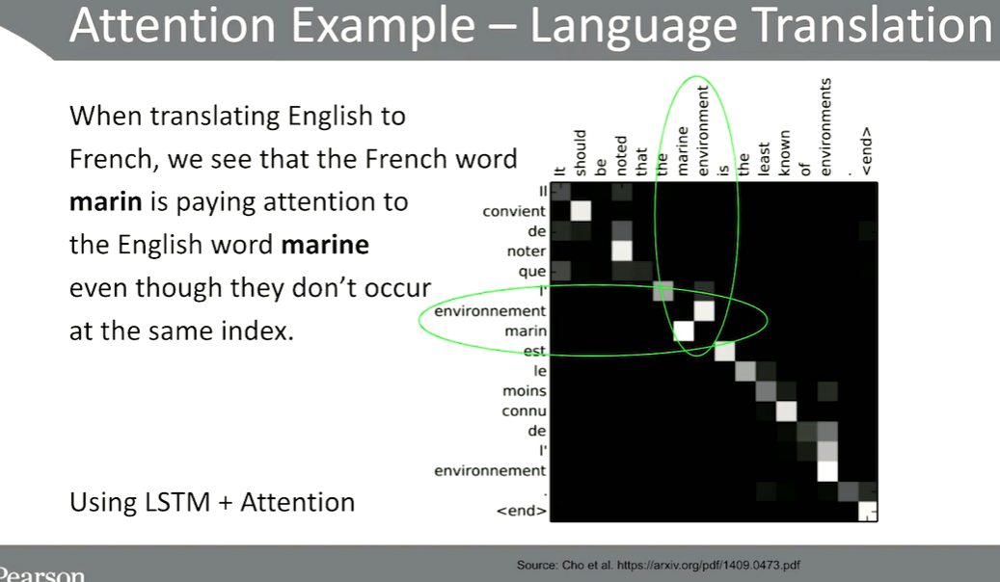 Attention Example – Language Translation
When translating English to
French, we see that the French word
marin is paying attention to
the English word marine
even though they don't occur
at the same index.
Using LSTM + Attention
It
should
be
noted
that
the
marine
environment
is
the
least
known
of
environments
.
<end>
Il
convient
de
noter
que
l'
environnement
marin
est
le
moins
connu
de
l'
environnement
.
<end>
Source: Cho et al. https://arxiv.org/pdf/1409.0473.pdf
Pearson